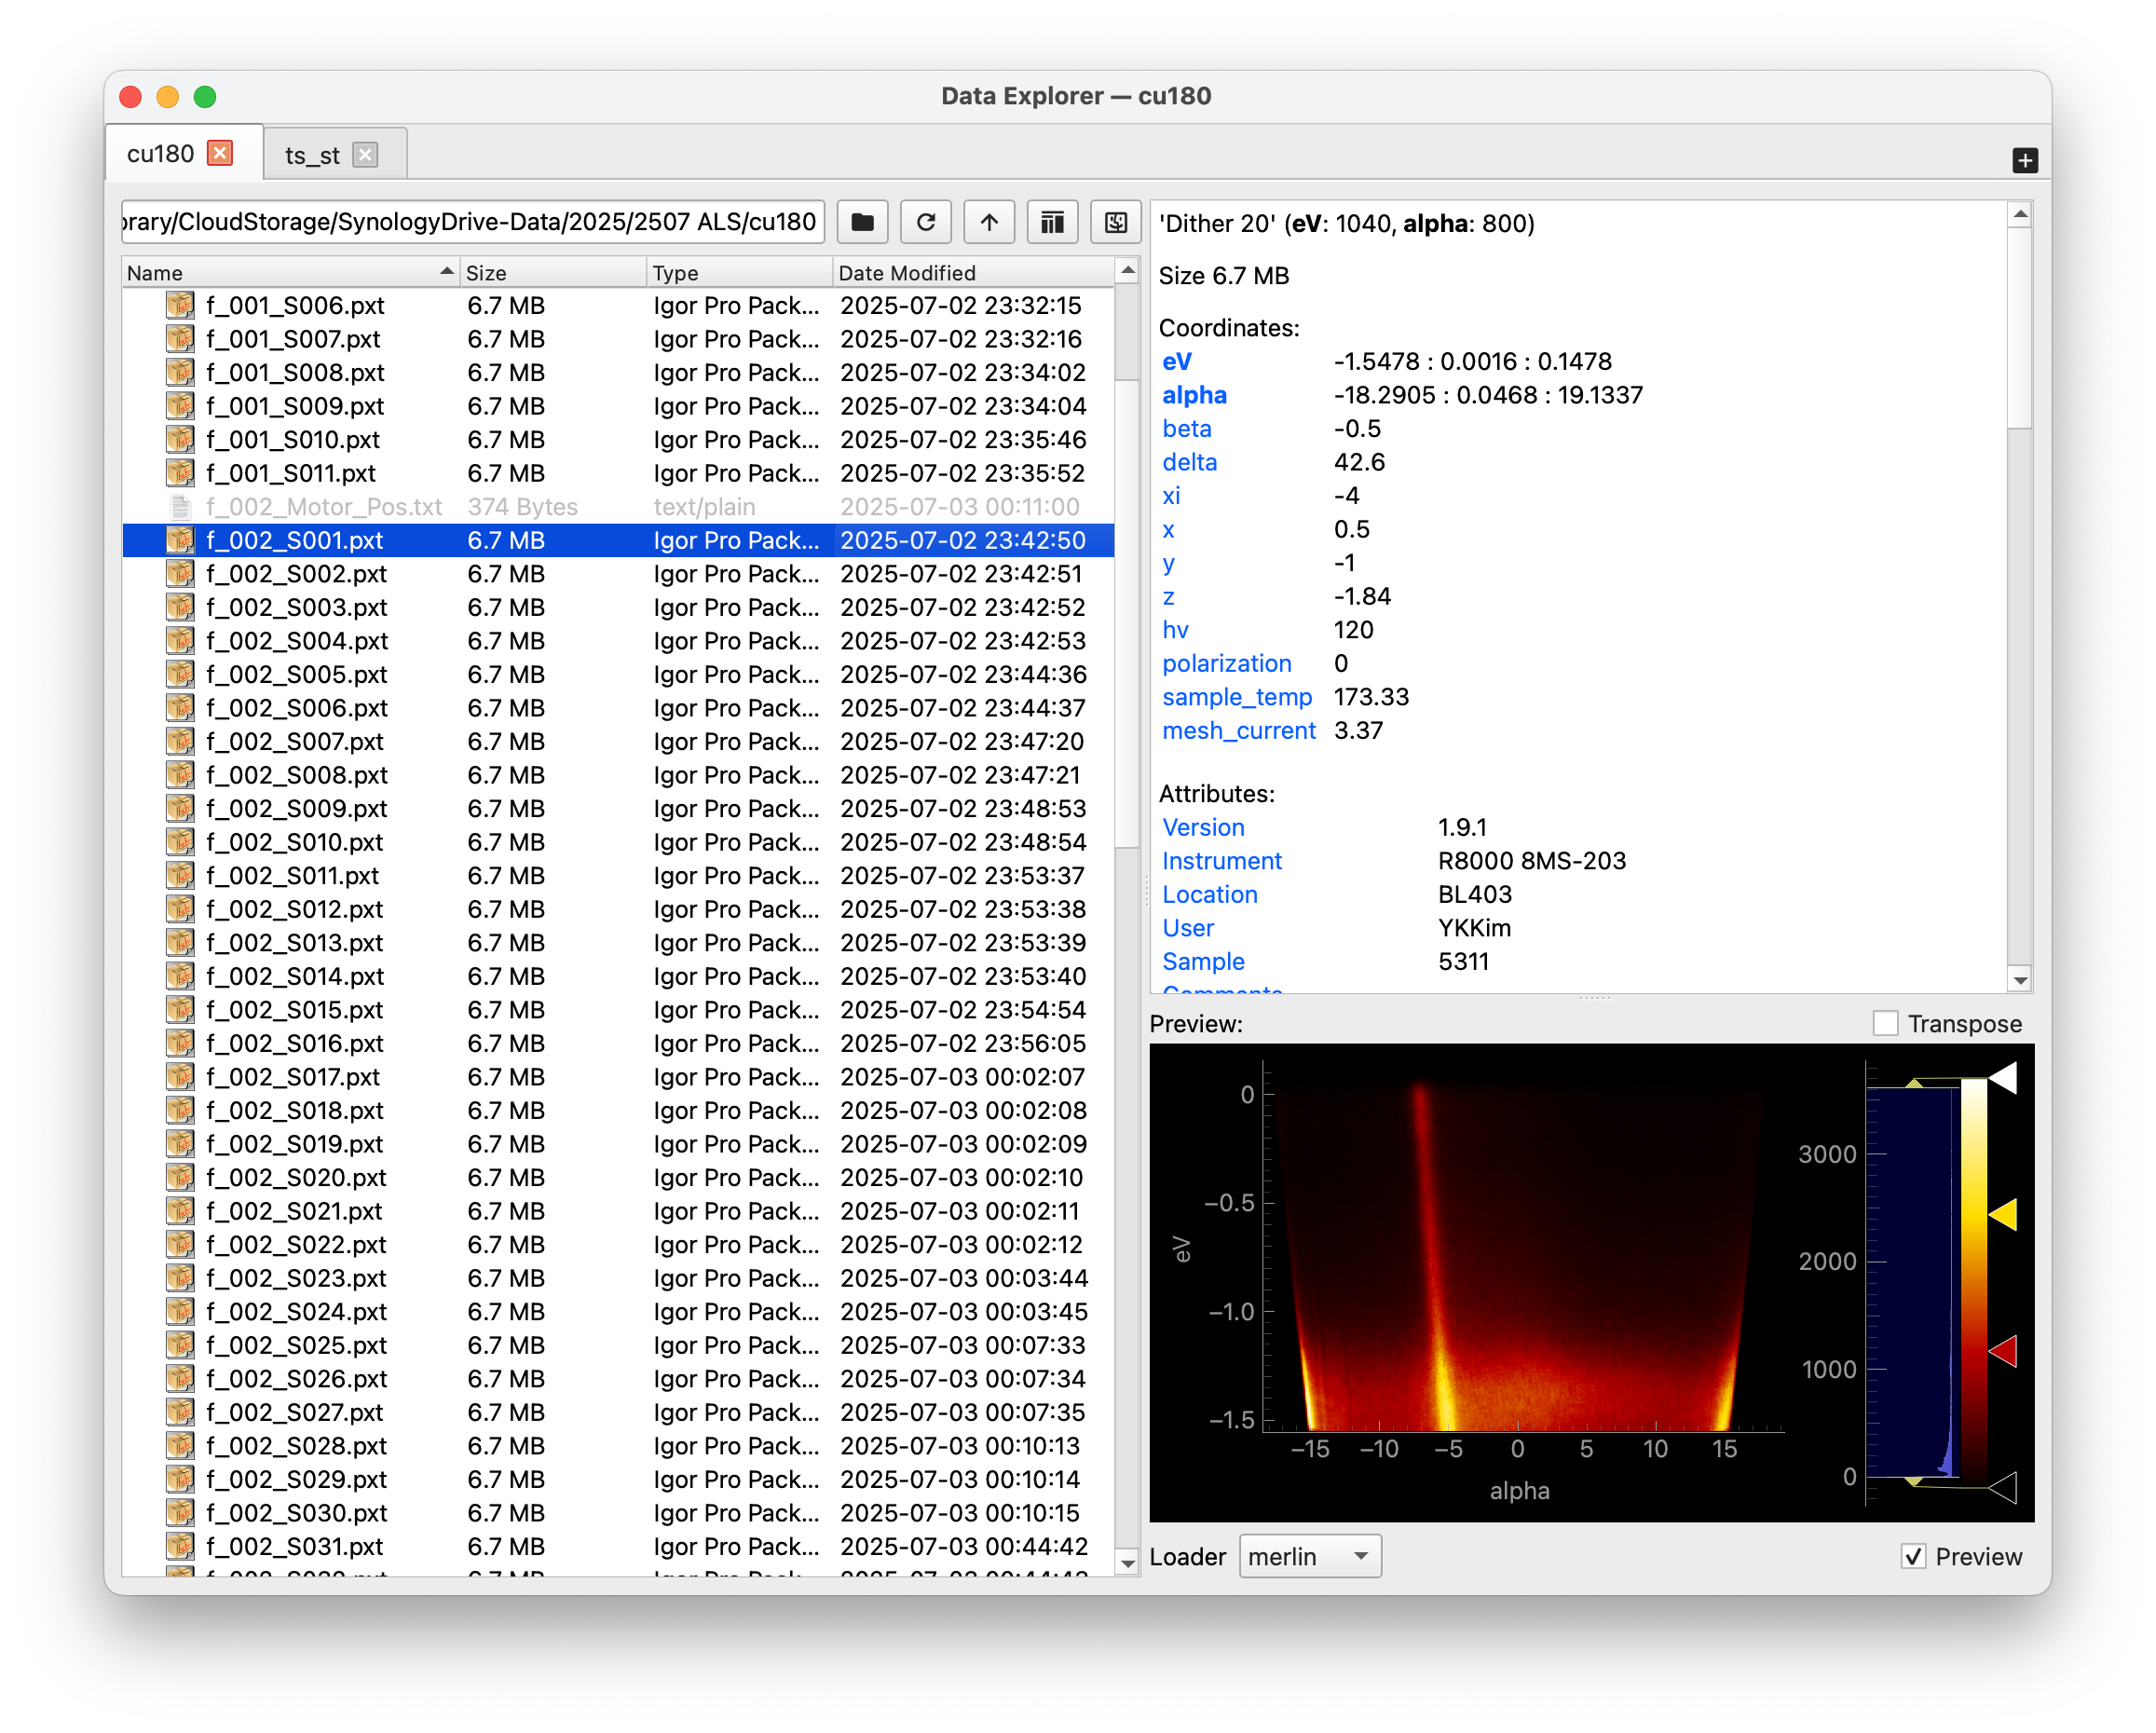 Data Explorer — cu180
cu180
ts_st
brary/CloudStorage/SynologyDrive-Data/2025/2507 ALS/cu180
Name Size Type Date Modified
f_001_S006.pxt 6.7 MB Igor Pro Pack... 2025-07-02 23:32:15
f_001_S007.pxt 6.7 MB Igor Pro Pack... 2025-07-02 23:32:16
f_001_S008.pxt 6.7 MB Igor Pro Pack... 2025-07-02 23:34:02
f_001_S009.pxt 6.7 MB Igor Pro Pack... 2025-07-02 23:34:04
f_001_S010.pxt 6.7 MB Igor Pro Pack... 2025-07-02 23:35:46
f_001_S011.pxt 6.7 MB Igor Pro Pack... 2025-07-02 23:35:52
f_002_Motor_Pos.txt 374 Bytes text/plain 2025-07-03 00:11:00
f_002_S001.pxt 6.7 MB Igor Pro Pack... 2025-07-02 23:42:50
f_002_S002.pxt 6.7 MB Igor Pro Pack... 2025-07-02 23:42:51
f_002_S003.pxt 6.7 MB Igor Pro Pack... 2025-07-02 23:42:52
f_002_S004.pxt 6.7 MB Igor Pro Pack... 2025-07-02 23:42:53
f_002_S005.pxt 6.7 MB Igor Pro Pack... 2025-07-02 23:44:36
f_002_S006.pxt 6.7 MB Igor Pro Pack... 2025-07-02 23:44:37
f_002_S007.pxt 6.7 MB Igor Pro Pack... 2025-07-02 23:47:20
f_002_S008.pxt 6.7 MB Igor Pro Pack... 2025-07-02 23:47:21
f_002_S009.pxt 6.7 MB Igor Pro Pack... 2025-07-02 23:48:53
f_002_S010.pxt 6.7 MB Igor Pro Pack... 2025-07-02 23:48:54
f_002_S011.pxt 6.7 MB Igor Pro Pack... 2025-07-02 23:53:37
f_002_S012.pxt 6.7 MB Igor Pro Pack... 2025-07-02 23:53:38
f_002_S013.pxt 6.7 MB Igor Pro Pack... 2025-07-02 23:53:39
f_002_S014.pxt 6.7 MB Igor Pro Pack... 2025-07-02 23:53:40
f_002_S015.pxt 6.7 MB Igor Pro Pack... 2025-07-02 23:54:54
f_002_S016.pxt 6.7 MB Igor Pro Pack... 2025-07-02 23:56:05
f_002_S017.pxt 6.7 MB Igor Pro Pack... 2025-07-03 00:02:07
f_002_S018.pxt 6.7 MB Igor Pro Pack... 2025-07-03 00:02:08
f_002_S019.pxt 6.7 MB Igor Pro Pack... 2025-07-03 00:02:09
f_002_S020.pxt 6.7 MB Igor Pro Pack... 2025-07-03 00:02:10
f_002_S021.pxt 6.7 MB Igor Pro Pack... 2025-07-03 00:02:11
f_002_S022.pxt 6.7 MB Igor Pro Pack... 2025-07-03 00:02:12
f_002_S023.pxt 6.7 MB Igor Pro Pack... 2025-07-03 00:03:44
f_002_S024.pxt 6.7 MB Igor Pro Pack... 2025-07-03 00:03:45
f_002_S025.pxt 6.7 MB Igor Pro Pack... 2025-07-03 00:07:33
f_002_S026.pxt 6.7 MB Igor Pro Pack... 2025-07-03 00:07:34
f_002_S027.pxt 6.7 MB Igor Pro Pack... 2025-07-03 00:07:35
f_002_S028.pxt 6.7 MB Igor Pro Pack... 2025-07-03 00:10:13
f_002_S029.pxt 6.7 MB Igor Pro Pack... 2025-07-03 00:10:14
f_002_S030.pxt 6.7 MB Igor Pro Pack... 2025-07-03 00:10:15
f_002_S031.pxt 6.7 MB Igor Pro Pack... 2025-07-03 00:44:42
'Dither 20' (eV: 1040, alpha: 800)
Size 6.7 MB
Coordinates:
eV -1.5478 : 0.0016 : 0.1478
alpha -18.2905 : 0.0468 : 19.1337
beta -0.5
delta 42.6
xi -4
x 0.5
y -1
z -1.84
hv 120
polarization 0
sample_temp 173.33
mesh_current 3.37
Attributes:
Version 1.9.1
Instrument R8000 8MS-203
Location BL403
User YKKim
Sample 5311
Preview:
Transpose
0
−0.5
−1.0
−1.5
eV
−15 −10 −5 0 5 10 15
alpha
3000
2000
1000
0
Loader merlin
Preview